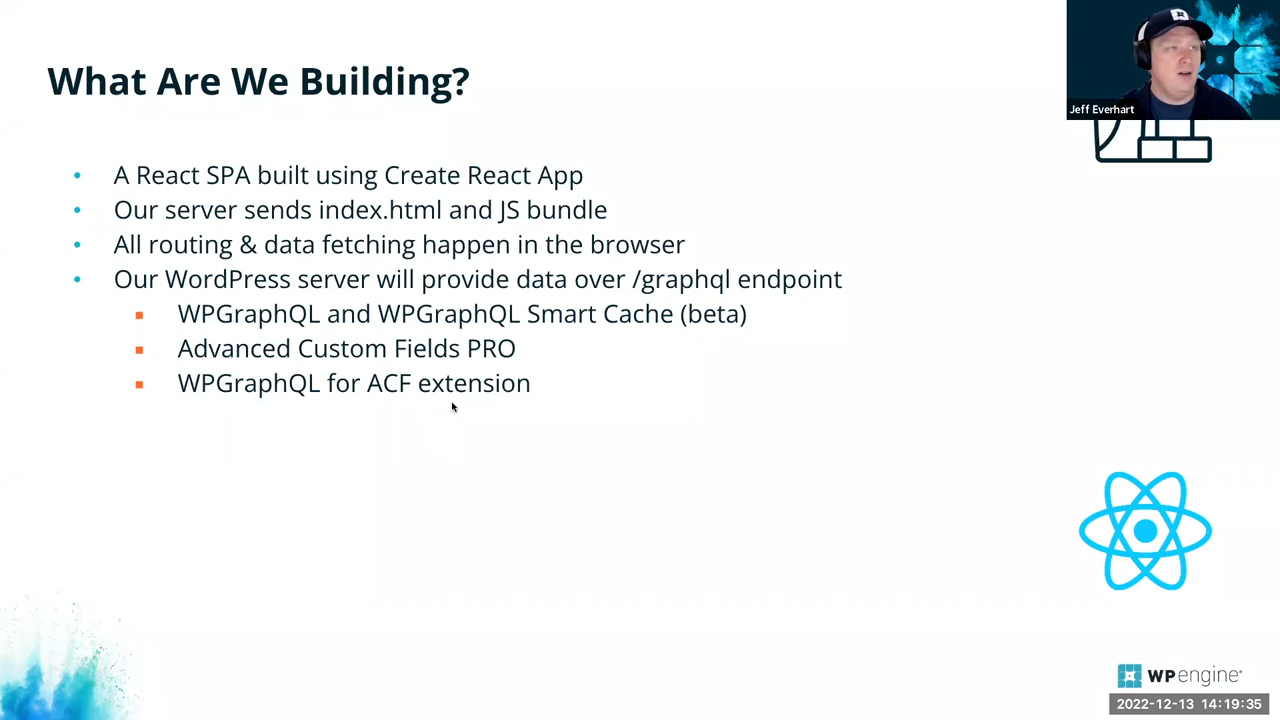 What Are We Building?
Jeff Everhart
A React SPA built using Create React App
Our server sends index.html and JS bundle
All routing & data fetching happen in the browser
Our WordPress server will provide data over /graphql endpoint
WPGraphQL and WPGraphQL Smart Cache (beta)
Advanced Custom Fields PRO
WPGraphQL for ACF extension
WPengine®
2022-12-13 14:19:35